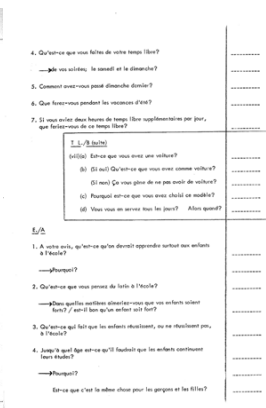 4. Qu'est-ce que vous faites de votre temps libre?
→de vos soirées; le samedi et le dimanche?
5. Comment avez-vous passé dimanche dernier?
6. Que ferez-vous pendant les vacances d'été?
7. Si vous aviez deux heures de temps libre supplémentaires par jour,
que feriez-vous de ce temps libre?
T L./B (suite)
(vii)(a) Est-ce que vous avez une voiture?
(b) (Si oui) Qu'est-ce que vous avez comme voiture?
(Si non) Ça vous gêne de ne pas avoir de voiture?
(c) Pourquoi est-ce que vous avez choisi ce modèle?
(d) Vous vous en servez tous les jours? Alors quand?
E./A
1. A votre avis, qu'est-ce qu'on devrait apprendre surtout aux enfants
à l'école?
→Pourquoi?
2. Qu'est-ce que vous pensez du latin à l'école?
→Dans quelles matières aimeriez-vous que vos enfants soient
forts? / est-il bon qu'un enfant soit fort?
3. Qu'est-ce qui fait que les enfants réussissent, ou ne réussissent pas,
à l'école?
4. Jusqu'à quel âge est-ce qu'il faudrait que les enfants continuent
leurs études?
→Pourquoi?
Est-ce que c'est la même chose pour les garçons et les filles?